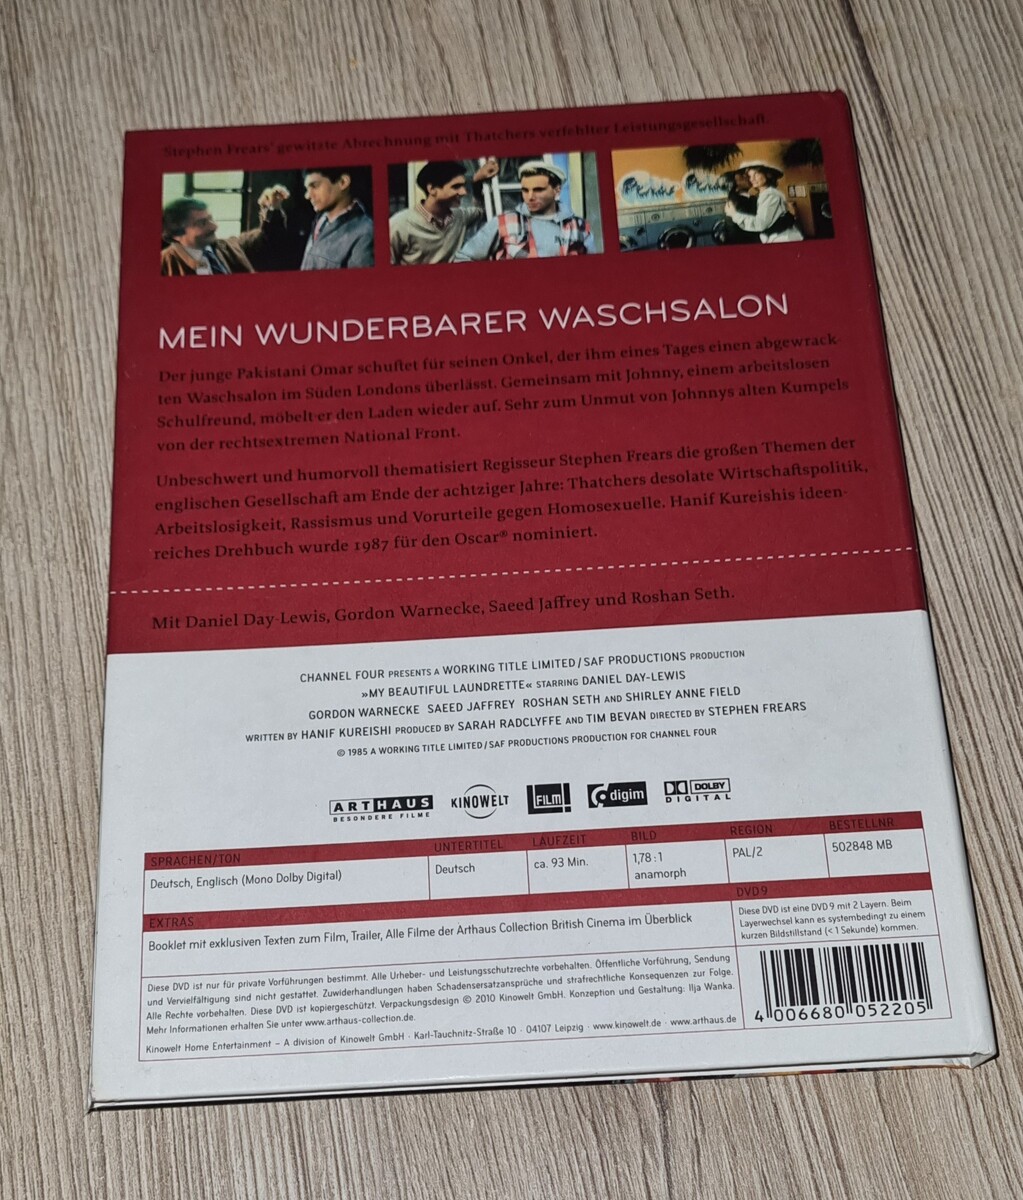 Stephen Frears' gewitzte Abrechnung mit Thatchers verfehlter Leistungsgesellschaft.
MEIN WUNDERBARER WASCHSALON
Der junge Pakistani Omar schuftet für seinen Onkel, der ihm eines Tages einen abgewrack-
ten Waschsalon im Süden Londons überlässt. Gemeinsam mit Johnny, einem arbeitslosen
Schulfreund, möbelt er den Laden wieder auf. Sehr zum Unmut von Johnnys alten Kumpels
von der rechtsextremen National Front.
Unbeschwert und humorvoll thematisiert Regisseur Stephen Frears die großen Themen der
englischen Gesellschaft am Ende der achtziger Jahre: Thatchers desolate Wirtschaftspolitik,
Arbeitslosigkeit, Rassismus und Vorurteile gegen Homosexuelle. Hanif Kureishis ideen-
reiches Drehbuch wurde 1987 für den Oscar® nominiert.
Mit Daniel Day-Lewis, Gordon Warnecke, Saeed Jaffrey und Roshan Seth.
CHANNEL FOUR PRESENTS A WORKING TITLE LIMITED/SAF PRODUCTIONS PRODUCTION
»MY BEAUTIFUL LAUNDRETTE« STARRING DANIEL DAY-LEWIS
GORDON WARNECKE SAEED JAFFREY ROSHAN SETH AND SHIRLEY ANNE FIELD
WRITTEN BY HANIF KUREISHI PRODUCED BY SARAH RADCLYFFE AND TIM BEVAN DIRECTED BY STEPHEN FREARS
© 1985 A WORKING TITLE LIMITED/SAF PRODUCTIONS PRODUCTION FOR CHANNEL FOUR
ARTHAUS
BESONDERE FILME
KINOWELT
FILM!
digim
DOLBY
DIGITAL
SPRACHEN/TON
Deutsch, Englisch (Mono Dolby Digital)
UNTERTITEL
Deutsch
LAUFZEIT
ca. 93 Min.
BILD
1,78:1
anamorph
REGION
PAL/2
BESTELLNR.
502848 MB
EXTRAS
Booklet mit exklusiven Texten zum Film, Trailer, Alle Filme der Arthaus Collection British Cinema im Überblick
DVD9
Diese DVD ist eine DVD 9 mit 2 Layern. Beim
Layerwechsel kann es systembedingt zu einem
kurzen Bildstillstand (< 1 Sekunde) kommen.
Diese DVD ist nur für private Vorführungen bestimmt. Alle Urheber- und Leistungsschutzrechte vorbehalten. Öffentliche Vorführung, Sendung
und Vervielfältigung sind nicht gestattet. Zuwiderhandlungen haben Schadensersatzansprüche und strafrechtliche Konsequenzen zur Folge.
Alle Rechte vorbehalten. Diese DVD ist kopiergeschützt. Verpackungsdesign © 2010 Kinowelt GmbH. Konzeption und Gestaltung: Ilja Wanka.
Mehr Informationen erhalten Sie unter www.arthaus-collection.de.
Kinowelt Home Entertainment – A division of Kinowelt GmbH · Karl-Tauchnitz-Straße 10 · 04107 Leipzig · www.kinowelt.de · www.arthaus.de
4 006680 052205